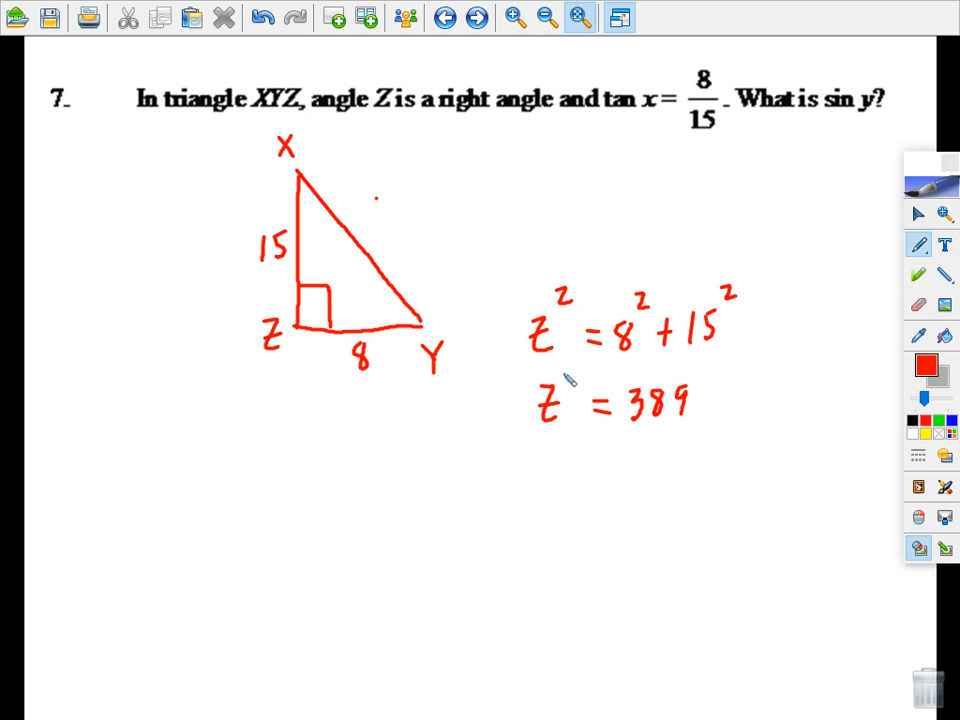 7. In triangle XYZ, angle Z is a right angle and tan x = 8/15. What is sin y?
X
15
Z
8
Y
z² = 8² + 15²
z = 389
T